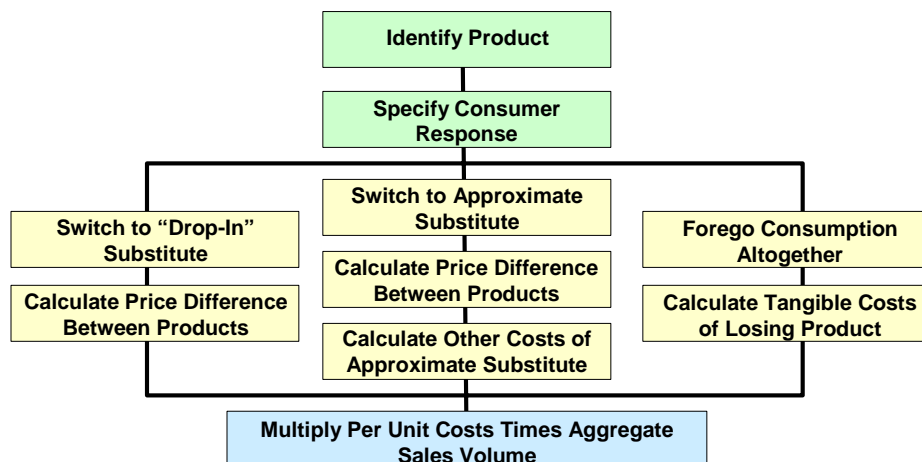 Identify Product
Specify Consumer
Response
Switch to “Drop-In”
Substitute
Calculate Price Difference
Between Products
Switch to Approximate
Substitute
Calculate Price Difference
Between Products
Calculate Other Costs of
Approximate Substitute
Forego Consumption
Altogether
Calculate Tangible Costs
of Losing Product
Multiply Per Unit Costs Times Aggregate
Sales Volume